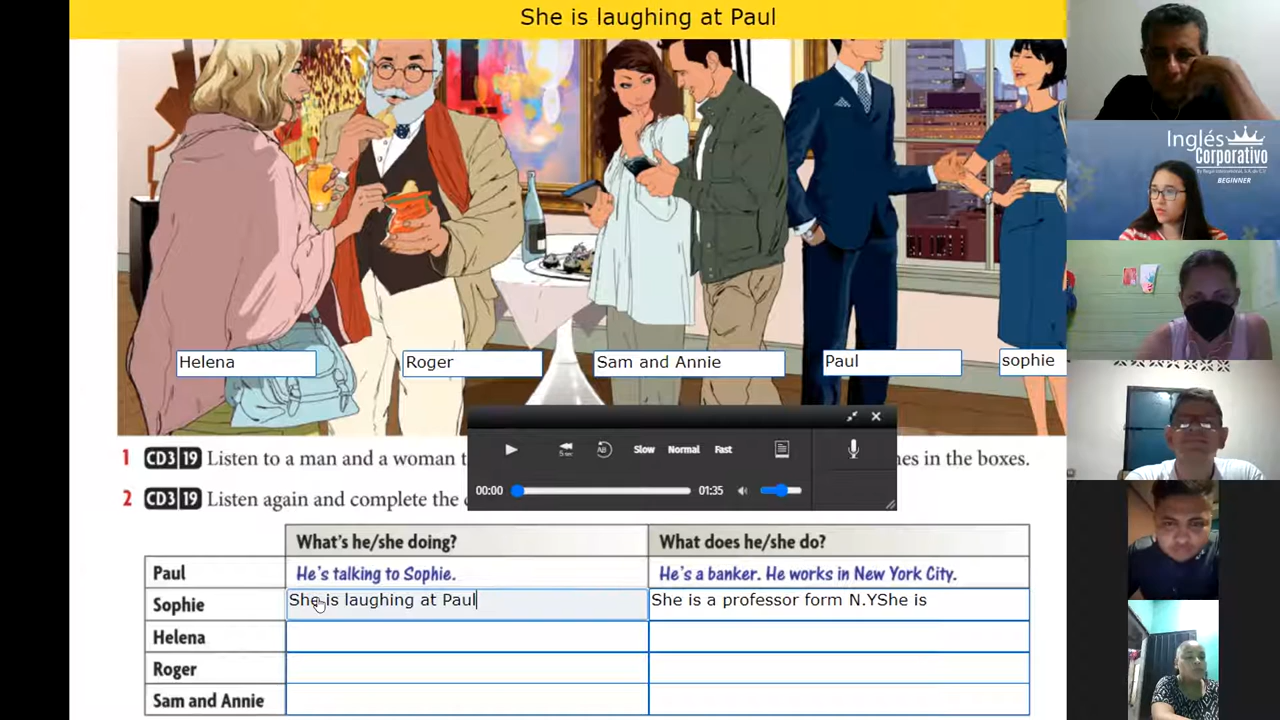 She is laughing at Paul
Inglés
Corporativo
BEGINNER
Helena
Roger
Sam and Annie
Paul
sophie
1 CD3 19 Listen to a man and a woman t
nes in the boxes.
2 CD3 19 Listen again and complete the
5 sec
AB
Slow
Normal
Fast
00:00
01:35
What's he/she doing?
What does he/she do?
Paul
He's talking to Sophie.
He's a banker. He works in New York City.
Sophie
She is laughing at Paul
She is a professor form N.YShe is
Helena
Roger
Sam and Annie